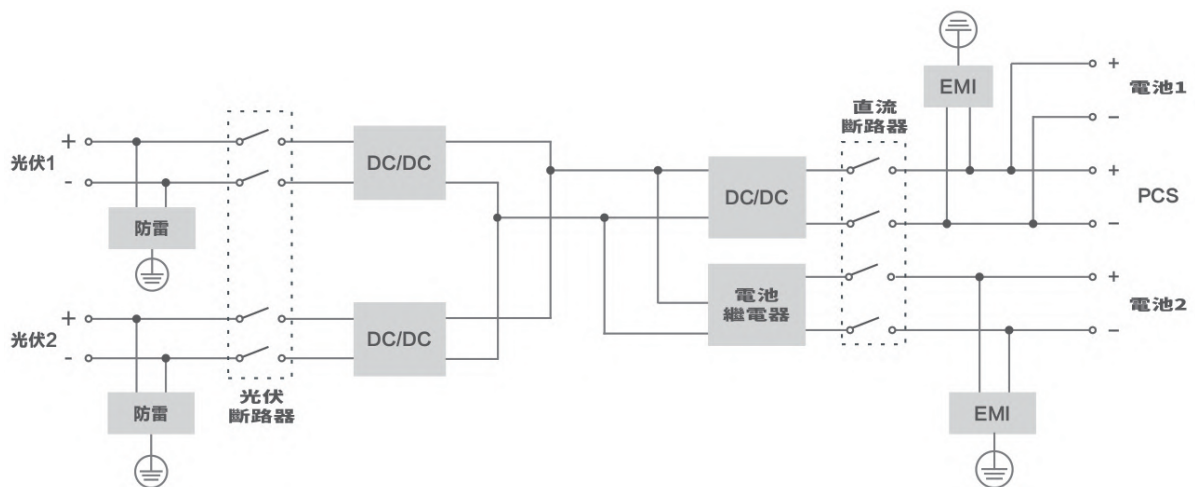 +
光伏1
-
防雷
+
光伏2
-
防雷
光伏
斷路器
DC/DC
DC/DC
DC/DC
電池
繼電器
直流
斷路器
EMI
+
電池1
-
+
PCS
-
+
電池2
-
EMI